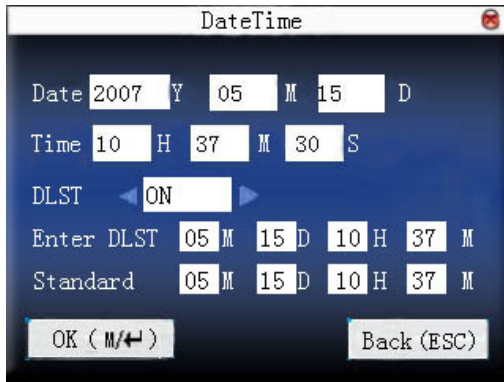 DateTime
Date 2007 Y 05 M 15 D
Time 10 H 37 M 30 S
DLST ON
Enter DLST 05 M 15 D 10 H 37 M
Standard 05 M 15 D 10 H 37 M
OK (M/↵) Back(ESC)